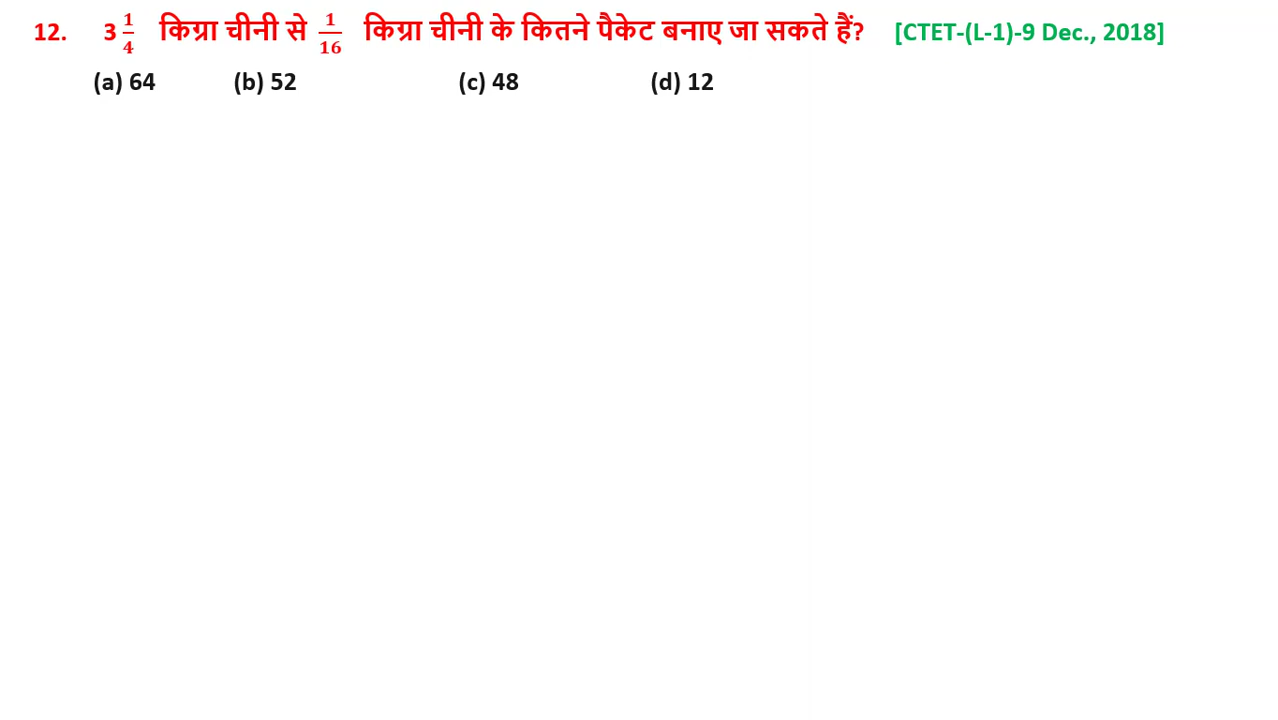 12. 3 1/4 किग्रा चीनी से 1/16 किग्रा चीनी के कितने पैकेट बनाए जा सकते हैं? [CTET-(L-1)-9 Dec., 2018]
(a) 64 (b) 52 (c) 48 (d) 12